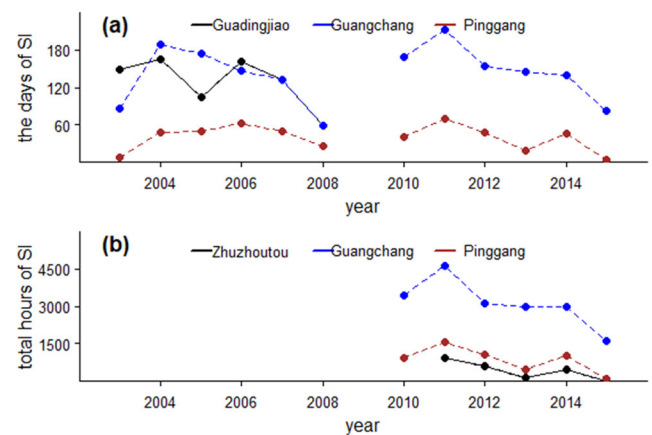 (a) Guadingjiao Guangchang Pinggang
the days of SI
180
120
60
2004 2006 2008 2010 2012 2014
year
(b) Zhuzhoutou Guangchang Pinggang
total hours of SI
4500
3000
1500
2004 2006 2008 2010 2012 2014
year